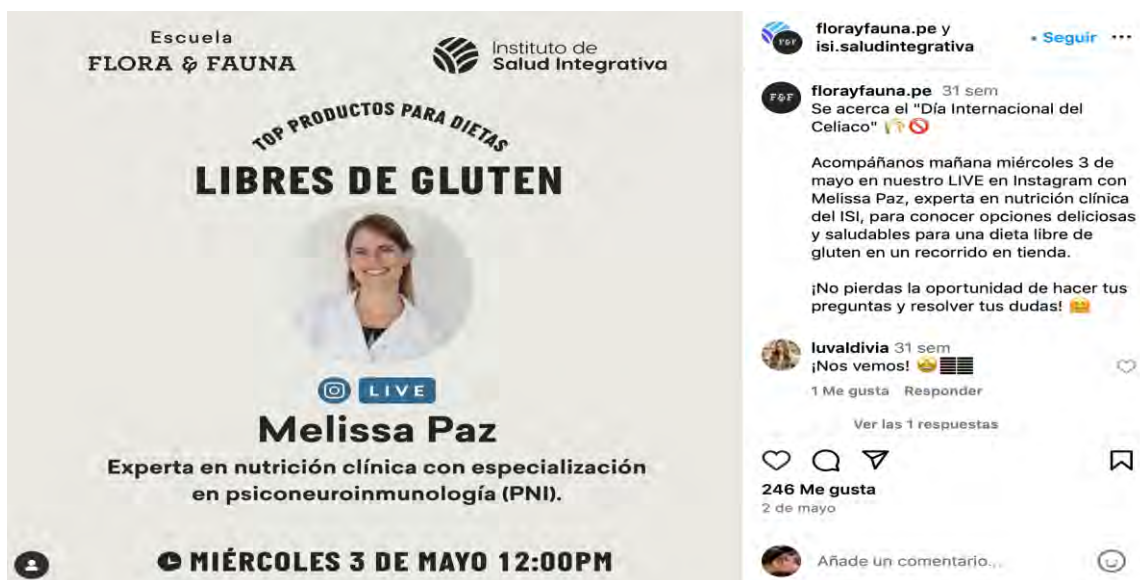 Escuela
FLORA & FAUNA
Instituto de
Salud Integrativa
TOP PRODUCTOS PARA DIETAS
LIBRES DE GLUTEN
LIVE
Melissa Paz
Experta en nutrición clínica con especialización
en psiconeuroinmunología (PNI).
MIÉRCOLES 3 DE MAYO 12:00PM
F&F
florayfauna.pe y
isi.saludintegrativa
• Seguir
F&F
florayfauna.pe 31 sem
Se acerca el "Día Internacional del
Celiaco"
Acompáñanos mañana miércoles 3 de
mayo en nuestro LIVE en Instagram con
Melissa Paz, experta en nutrición clínica
del ISI, para conocer opciones deliciosas
y saludables para una dieta libre de
gluten en un recorrido en tienda.
¡No pierdas la oportunidad de hacer tus
preguntas y resolver tus dudas! 🤗
luvaldivia 31 sem
¡Nos vemos! 🤩
1 Me gusta Responder
Ver las 1 respuestas
246 Me gusta
2 de mayo
Añade un comentario...